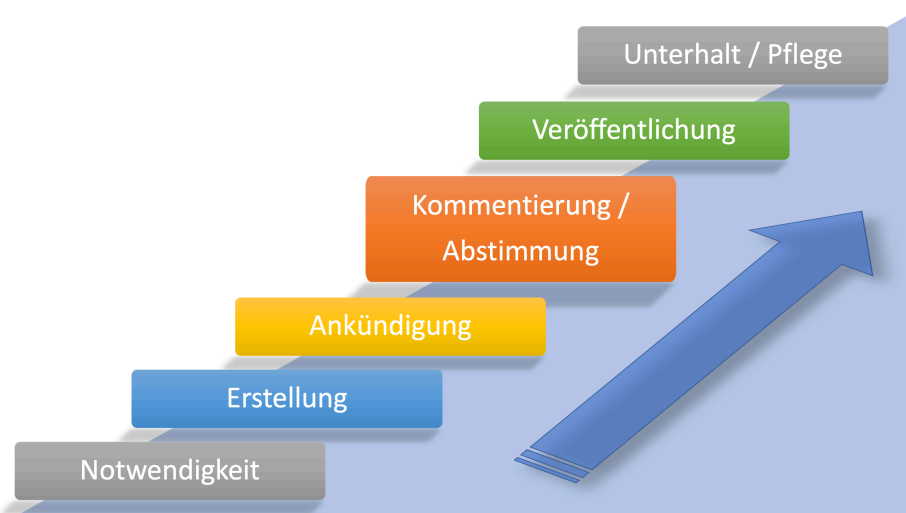 Unterhalt / Pflege
Veröffentlichung
Kommentierung /
Abstimmung
Ankündigung
Erstellung
Notwendigkeit